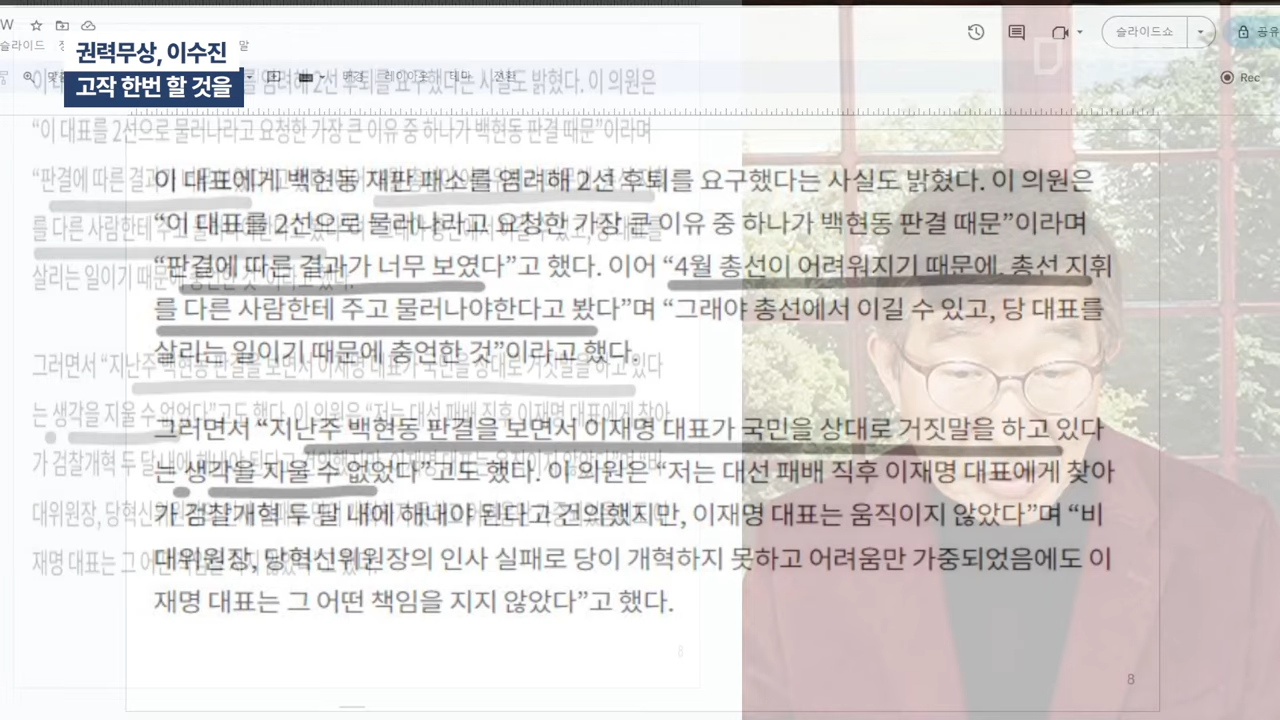 W
슬라이드
말
슬라이드쇼
공유
Rec
권력무상, 이수진
고작 한번 할 것을
배경
레이아웃
테마
전환
이 대표에게 백현동 재판 패소를 염려해 2선 후퇴를 요구했다는 사실도 밝혔다. 이 의원은
“이 대표를 2선으로 물러나라고 요청한 가장 큰 이유 중 하나가 백현동 판결 때문”이라며
“판결에 따른 결과가 너무 보였다”고 했다. 이어 “4월 총선이 어려워지기 때문에, 총선 지휘
를 다른 사람한테 주고 물러나야한다고 봤다”며 “그래야 총선에서 이길 수 있고, 당 대표를
살리는 일이기 때문에 충언한 것”이라고 했다.
그러면서 “지난주 백현동 판결을 보면서 이재명 대표가 국민을 상대로 거짓말을 하고 있다
는 생각을 지울 수 없었다”고도 했다. 이 의원은 “저는 대선 패배 직후 이재명 대표에게 찾아
가 검찰개혁 두 달 내에 해내야 된다고 건의했지만, 이재명 대표는 움직이지 않았다”며 “비
대위원장, 당혁신위원장의 인사 실패로 당이 개혁하지 못하고 어려움만 가중되었음에도 이
재명 대표는 그 어떤 책임을 지지 않았다”고 했다.
8
8